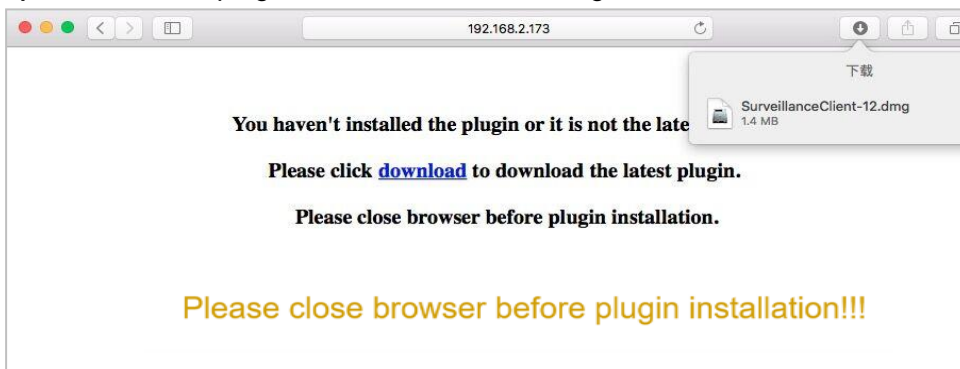 192.168.2.173
下载
SurveillanceClient-12.dmg
1.4 MB
You haven't installed the plugin or it is not the late
Please click download to download the latest plugin.
Please close browser before plugin installation.
Please close browser before plugin installation!!!